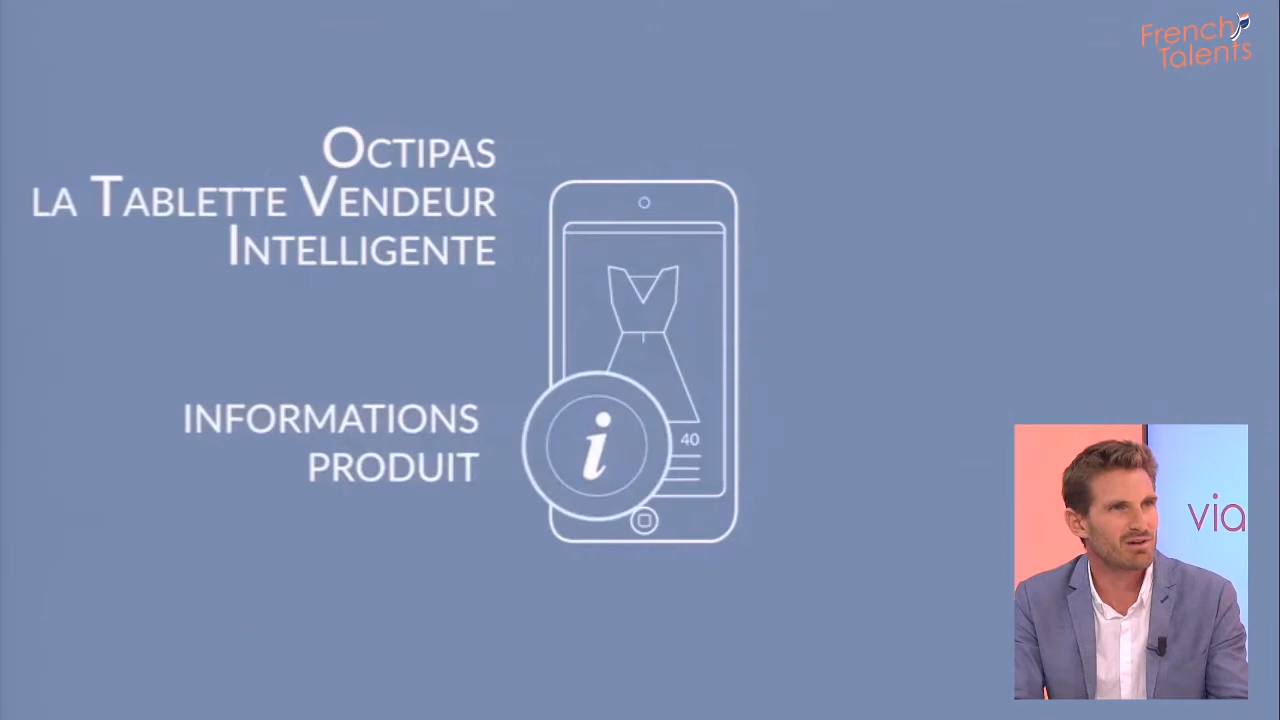 French
Talents
OCTIPAS
LA TABLETTE VENDEUR
INTELLIGENTE
INFORMATIONS
PRODUIT
i
40
via